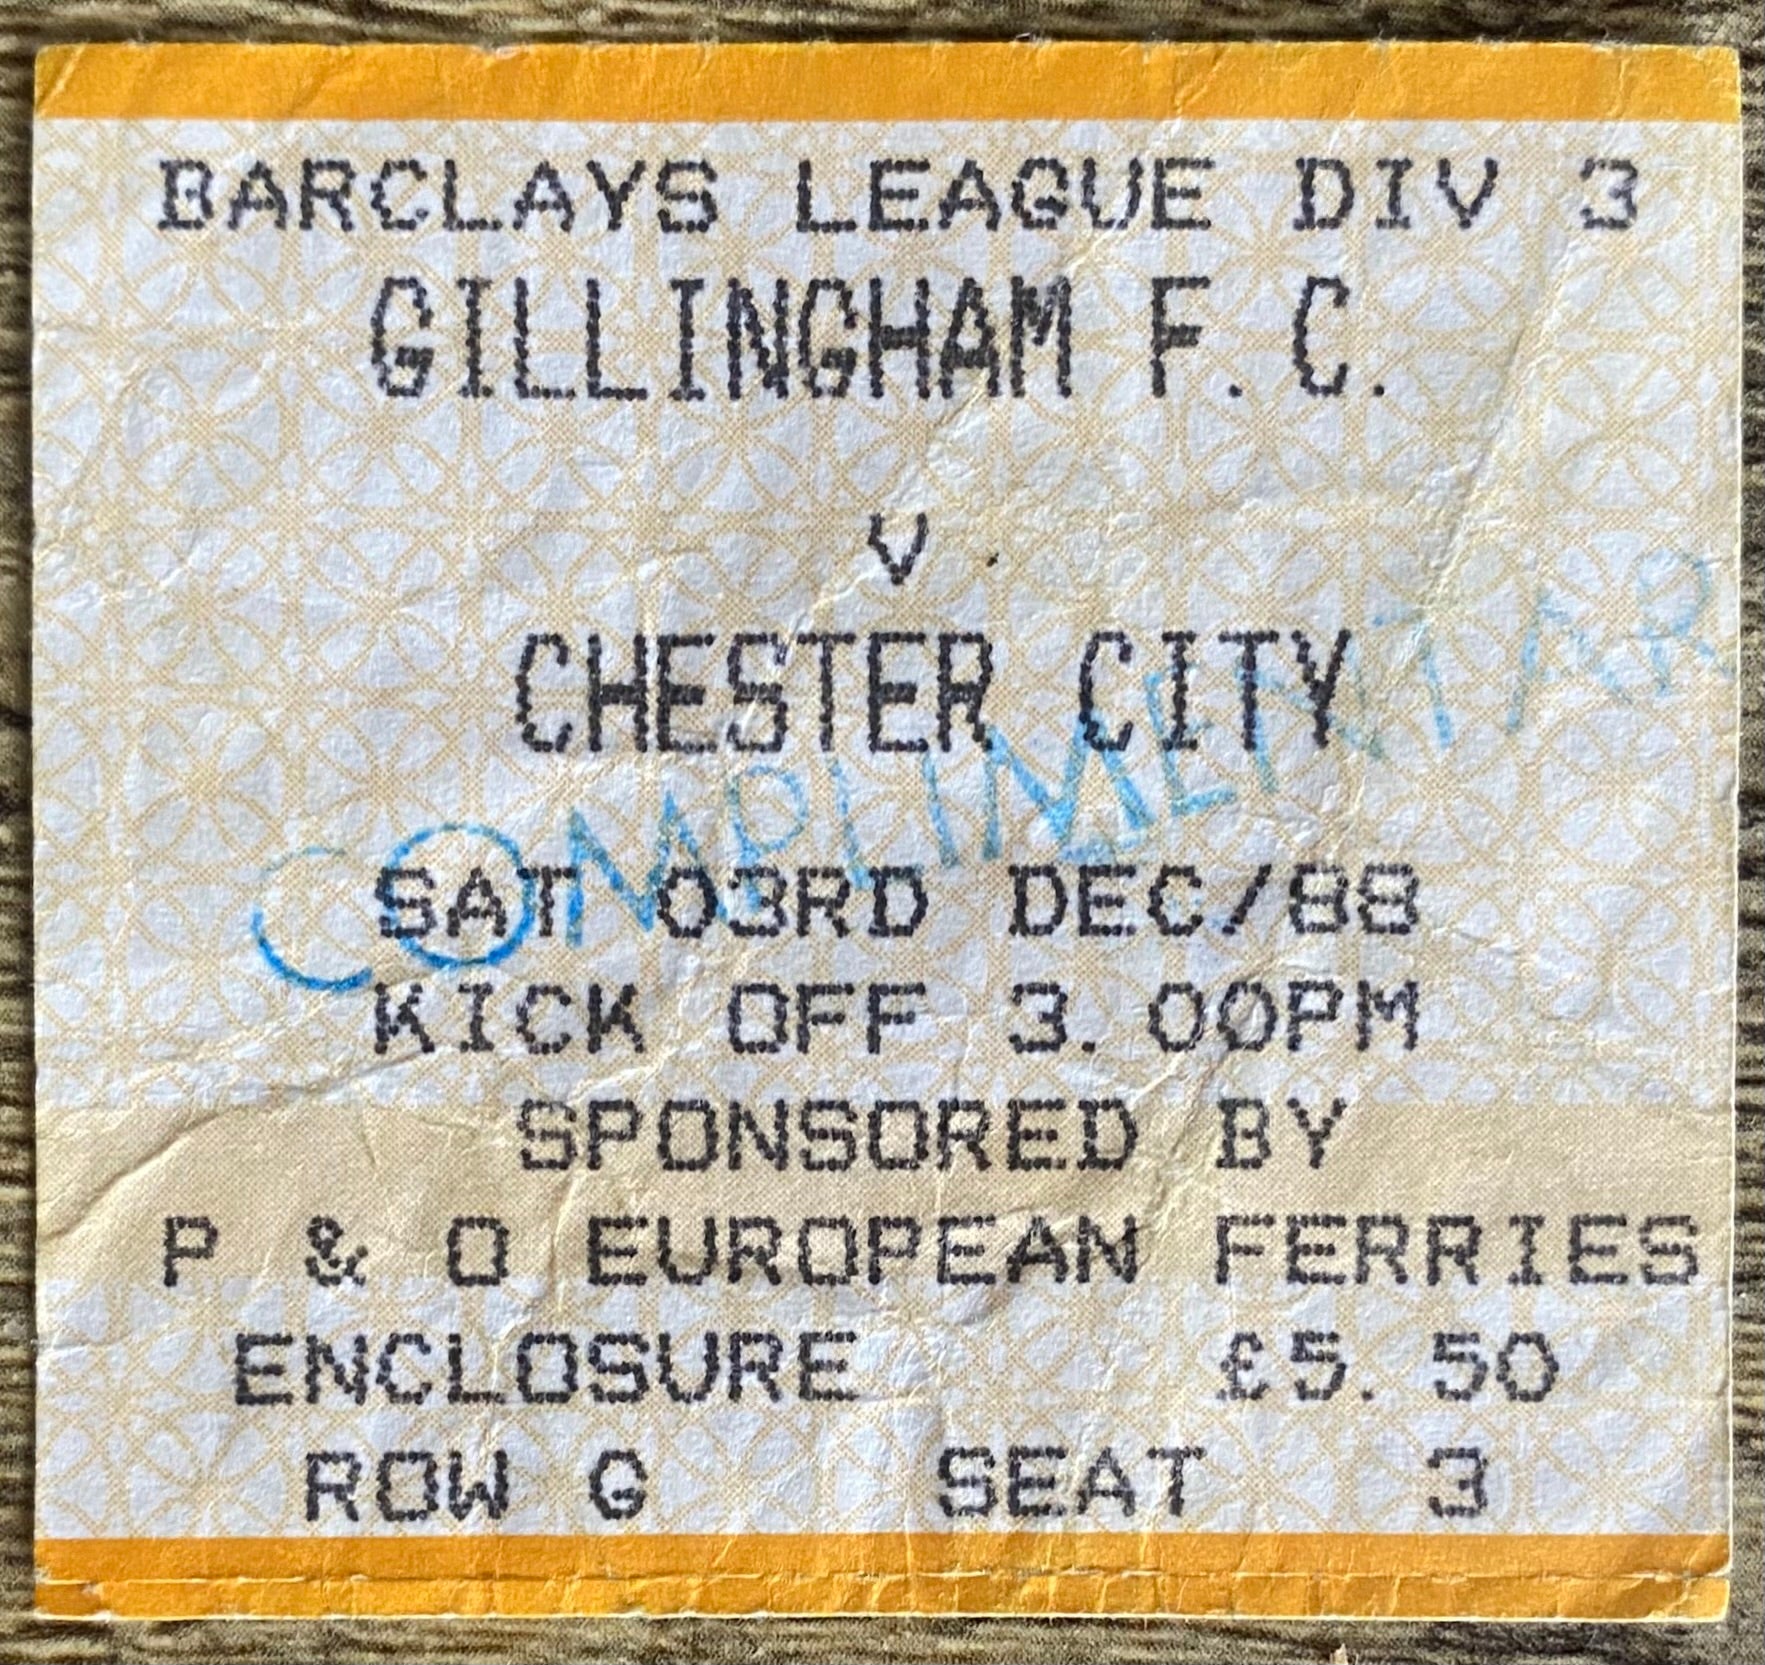 BARCLAYS LEAGUE DIV 3
GILLINGHAM F.C.
V
CHESTER CITY
COMPLIMENTAR
SAT 03RD DEC/88
KICK OFF 3.00PM
SPONSORED BY
P & O EUROPEAN FERRIES
ENCLOSURE £5.50
ROW G SEAT 3